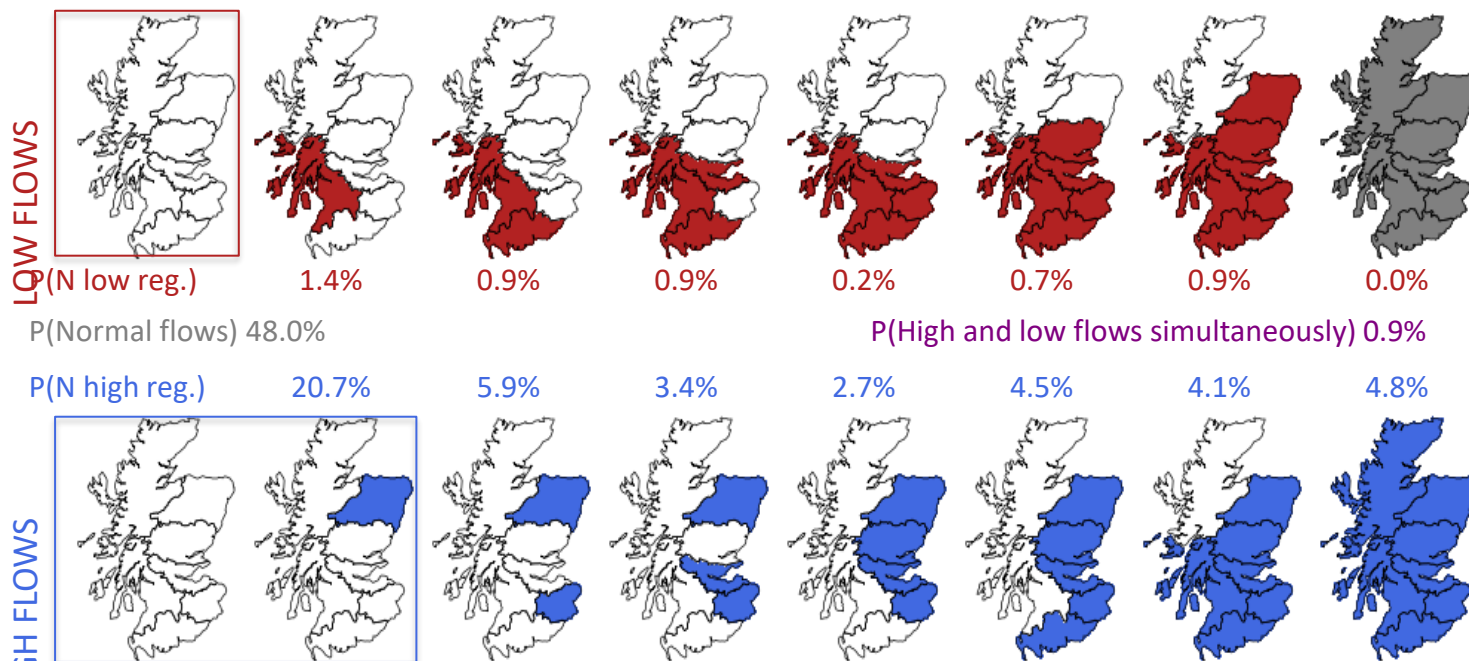 LOW FLOWS
P(N low reg.) 1.4% 0.9% 0.9% 0.2% 0.7% 0.9% 0.0%
P(Normal flows) 48.0% P(High and low flows simultaneously) 0.9%
P(N high reg.) 20.7% 5.9% 3.4% 2.7% 4.5% 4.1% 4.8%
GH FLOWS